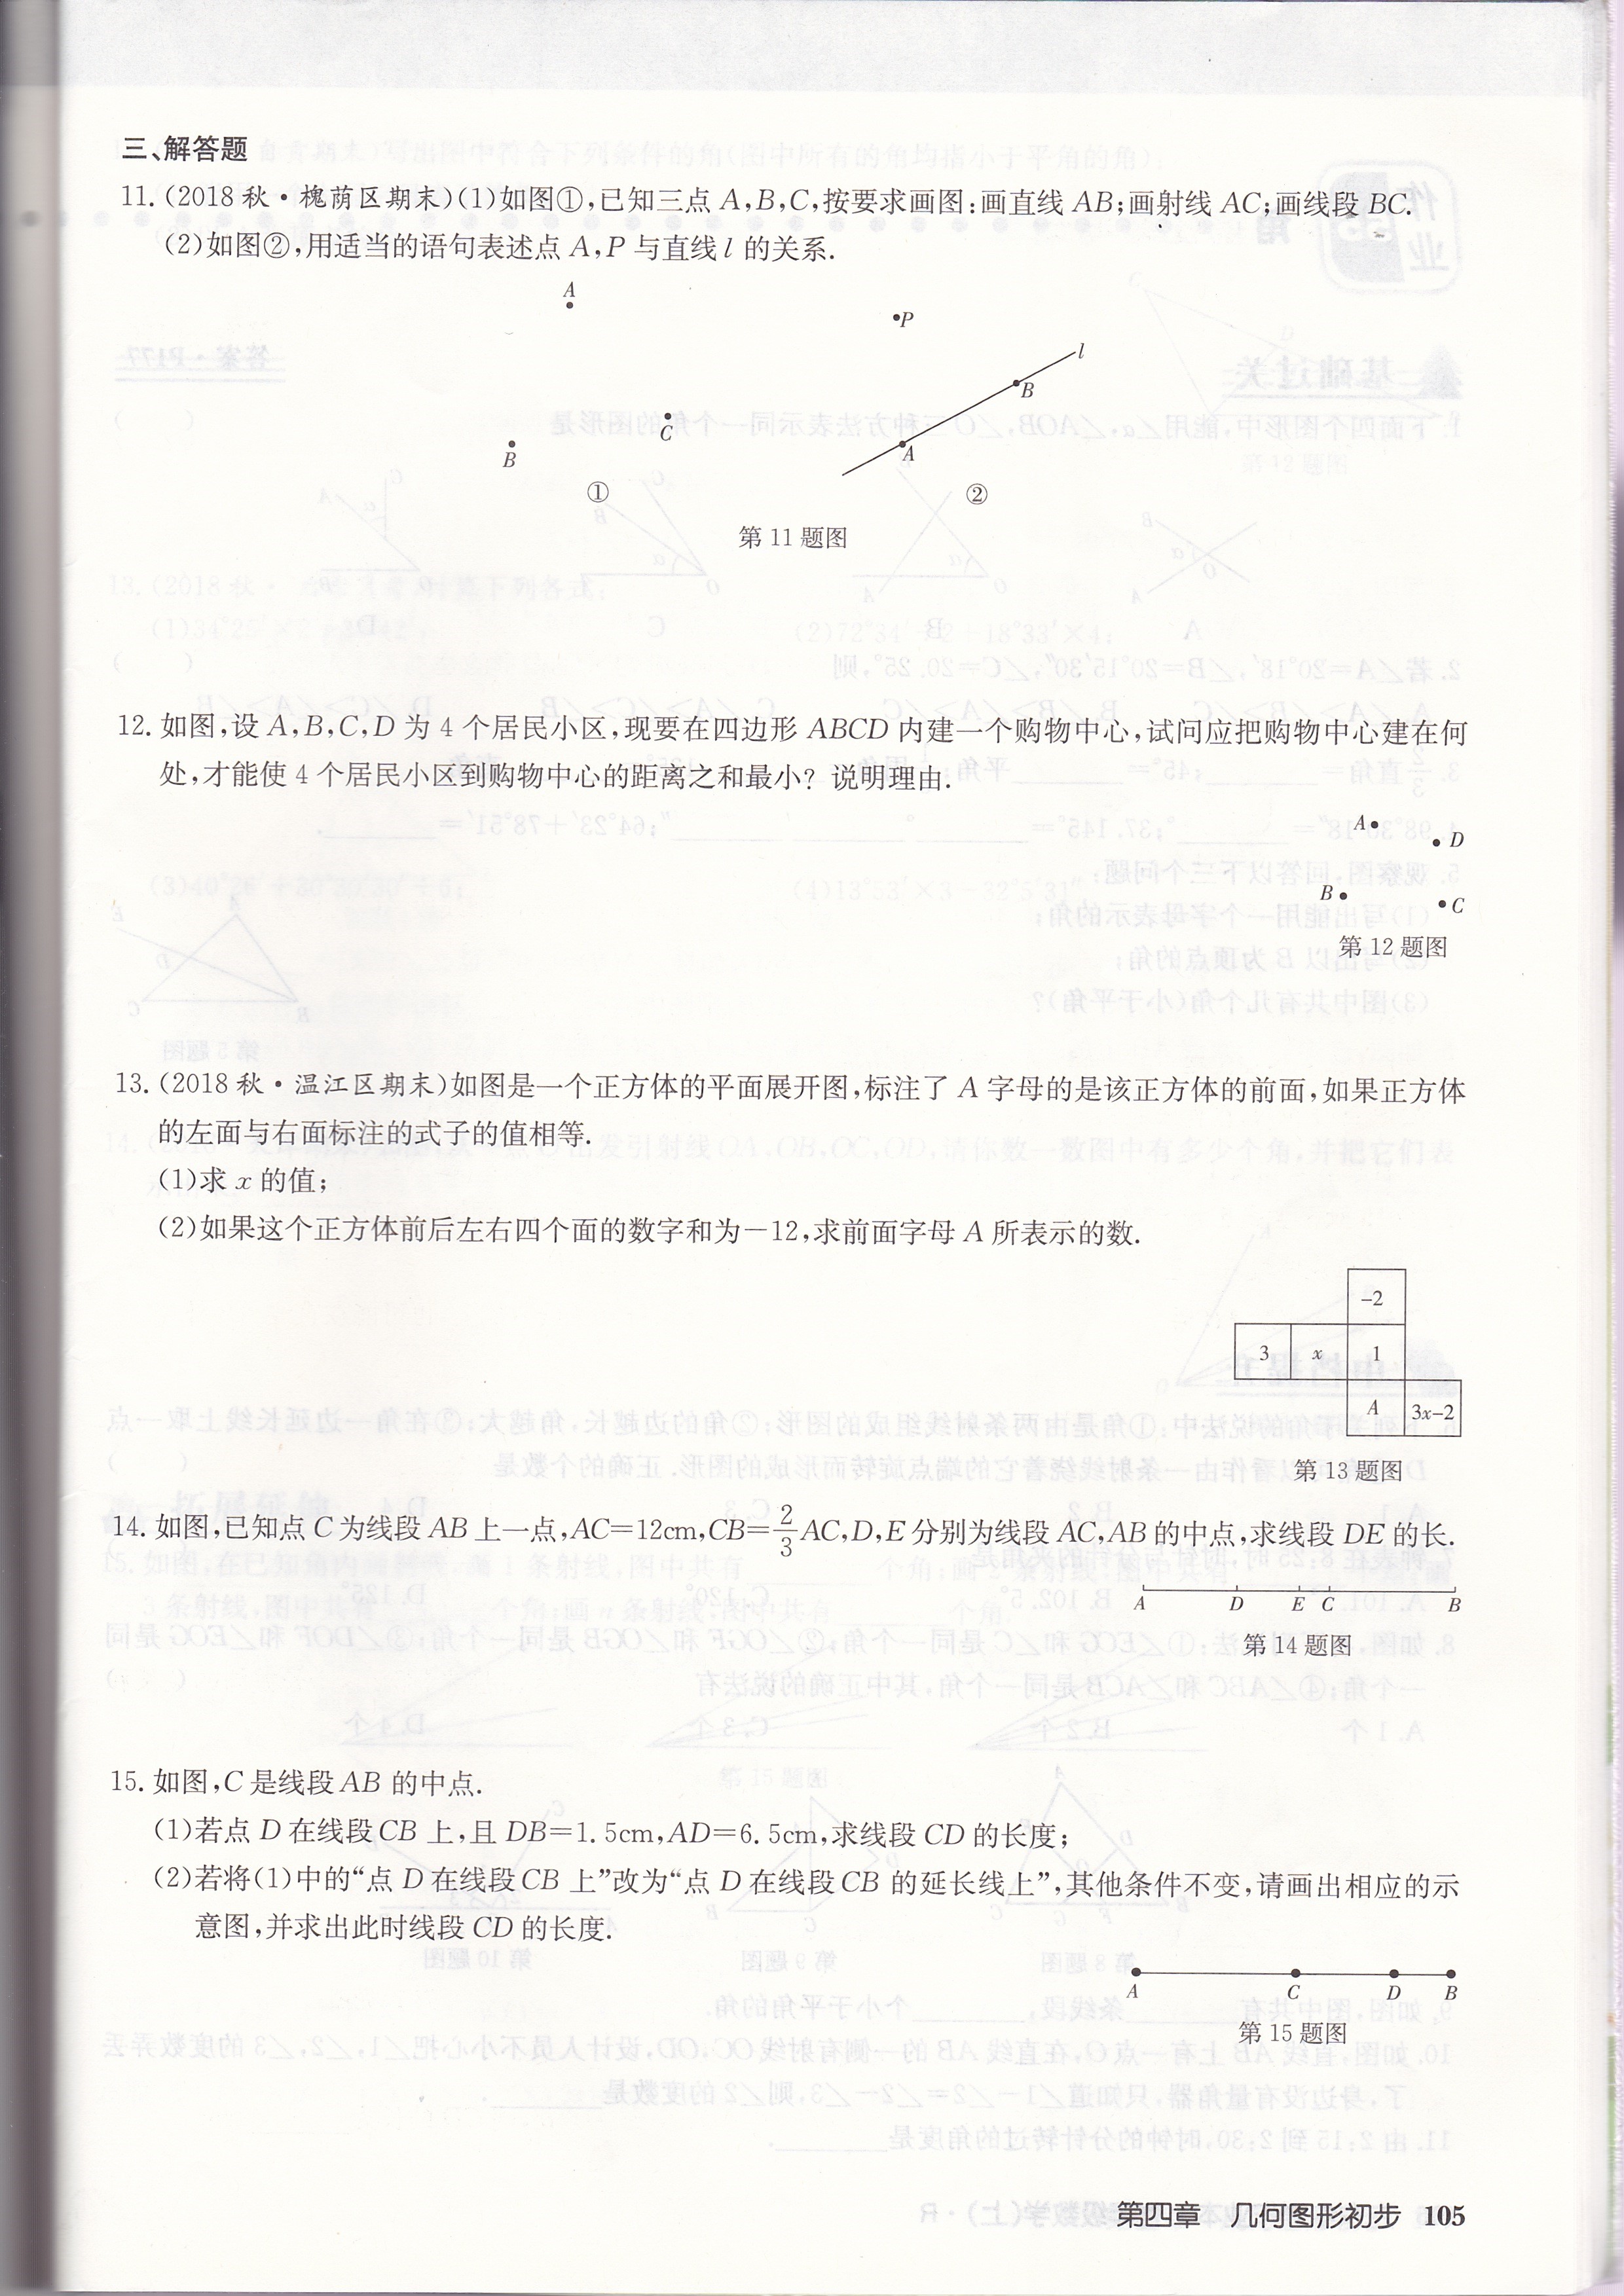 三、解答题
11. (2018 秋·槐荫区期末)(1)如图①,已知三点 A,B,C,按要求画图:画直线 AB;画射线 AC;画线段 BC.
(2)如图②,用适当的语句表述点 A,P 与直线 l 的关系.
A
B
C
①
P
l
B
A
②
第 11 题图
12. 如图,设 A,B,C,D 为 4 个居民小区,现要在四边形 ABCD 内建一个购物中心,试问应把购物中心建在何
处,才能使 4 个居民小区到购物中心的距离之和最小? 说明理由.
A
D
B
C
第 12 题图
13. (2018 秋·温江区期末)如图是一个正方体的平面展开图,标注了 A 字母的是该正方体的前面,如果正方体
的左面与右面标注的式子的值相等.
(1)求 x 的值;
(2)如果这个正方体前后左右四个面的数字和为-12,求前面字母 A 所表示的数.
-2
3 x 1
A 3x-2
第 13 题图
14. 如图,已知点 C 为线段 AB 上一点,AC=12cm,CB=2/3AC,D,E 分别为线段 AC,AB 的中点,求线段 DE 的长.
A D E C B
第 14 题图
15. 如图,C 是线段 AB 的中点.
(1)若点 D 在线段 CB 上,且 DB=1.5cm,AD=6.5cm,求线段 CD 的长度;
(2)若将(1)中的“点 D 在线段 CB 上”改为“点 D 在线段 CB 的延长线上”,其他条件不变,请画出相应的示
意图,并求出此时线段 CD 的长度.
A C D B
第 15 题图
第四章 几何图形初步 105